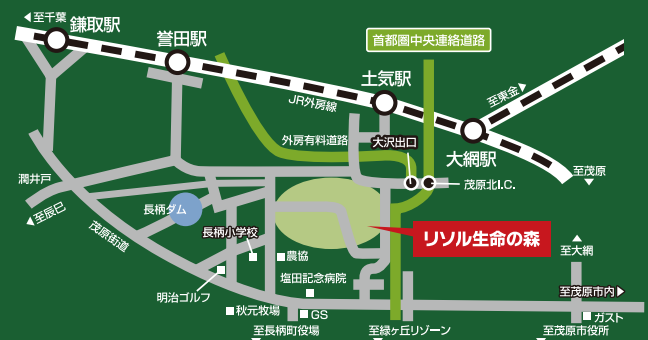 至千葉
鎌取駅
誉田駅
首都圏中央連絡道路
土気駅
JR外房線
至東金
外房有料道路
大沢出口
大網駅
潤井戸
至茂原
茂原北I.C.
至辰巳
長柄ダム
茂原街道
長柄小学校
リソル生命の森
至大網
農協
塩田記念病院
明治ゴルフ
至茂原市内
秋元牧場
GS
ガスト
至長柄町役場
至緑ヶ丘リゾーン
至茂原市役所